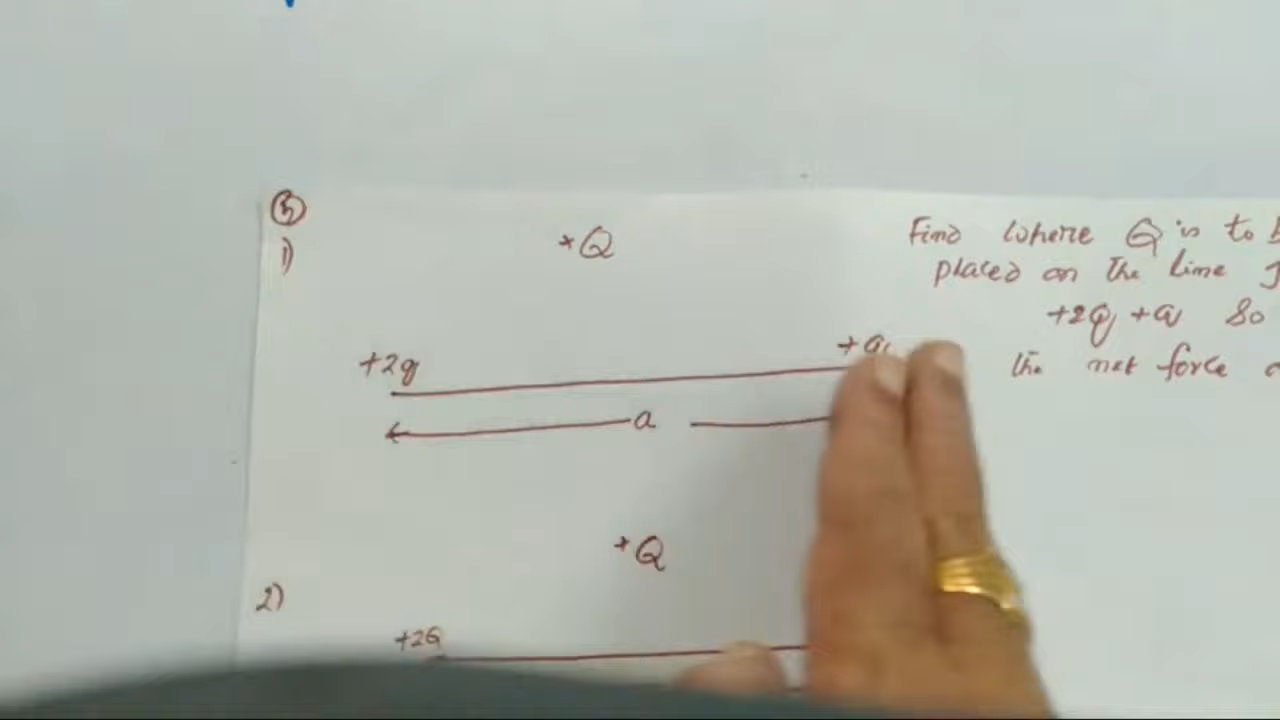 5
1)
+Q
Find where Q is to
placed on the line
+2q +q So
the net force
+2q
+q
a
+Q
2)
+2Q